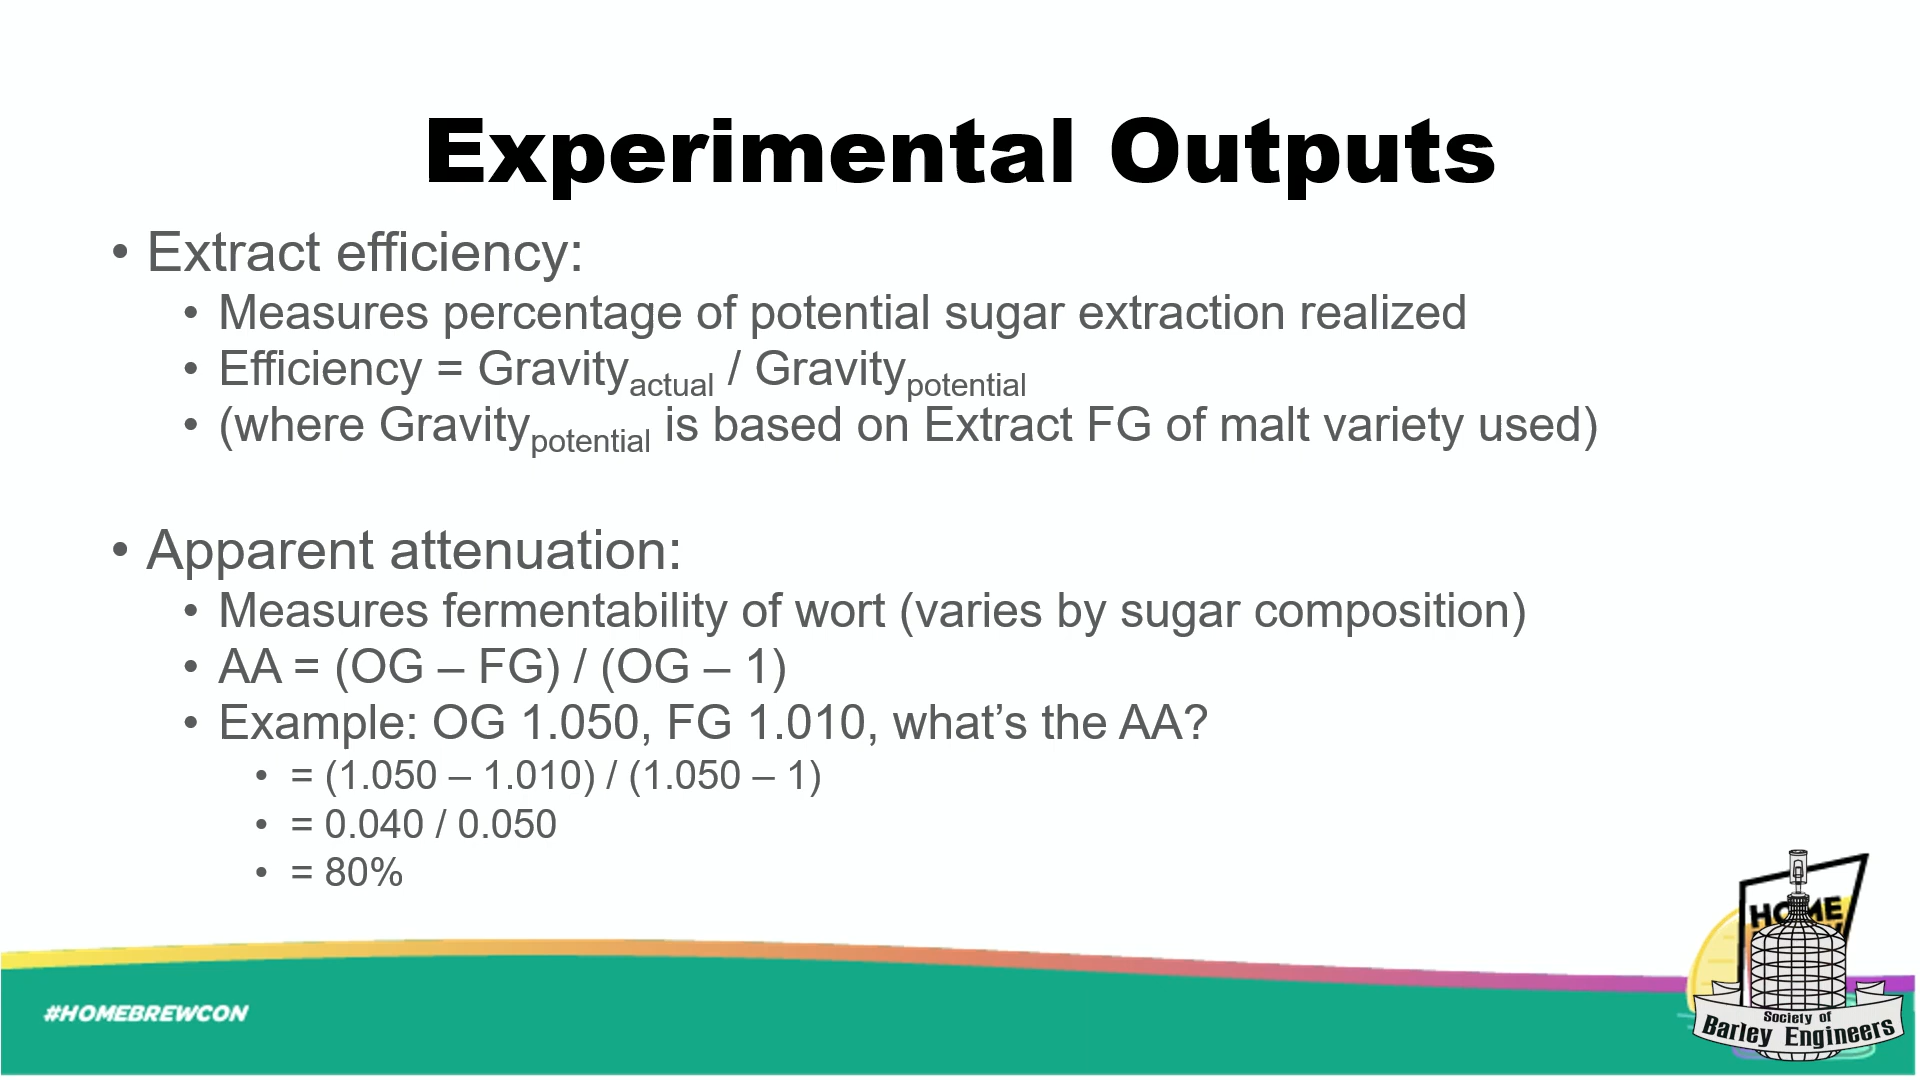 Experimental Outputs
• Extract efficiency:
• Measures percentage of potential sugar extraction realized
• Efficiency = Gravityactual / Gravitypotential
• (where Gravitypotential is based on Extract FG of malt variety used)
• Apparent attenuation:
• Measures fermentability of wort (varies by sugar composition)
• AA = (OG – FG) / (OG – 1)
• Example: OG 1.050, FG 1.010, what’s the AA?
• = (1.050 – 1.010) / (1.050 – 1)
• = 0.040 / 0.050
• = 80%
HOME
#HOMEBREWCON
Society of
Barley Engineers